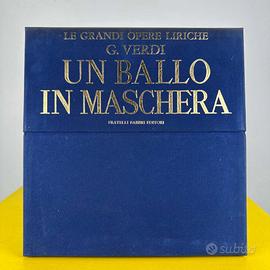 LE GRANDI OPERE LIRICHE
G. VERDI
UN BALLO
IN MASCHERA
FRATELLI FABBRI EDITORI
subito